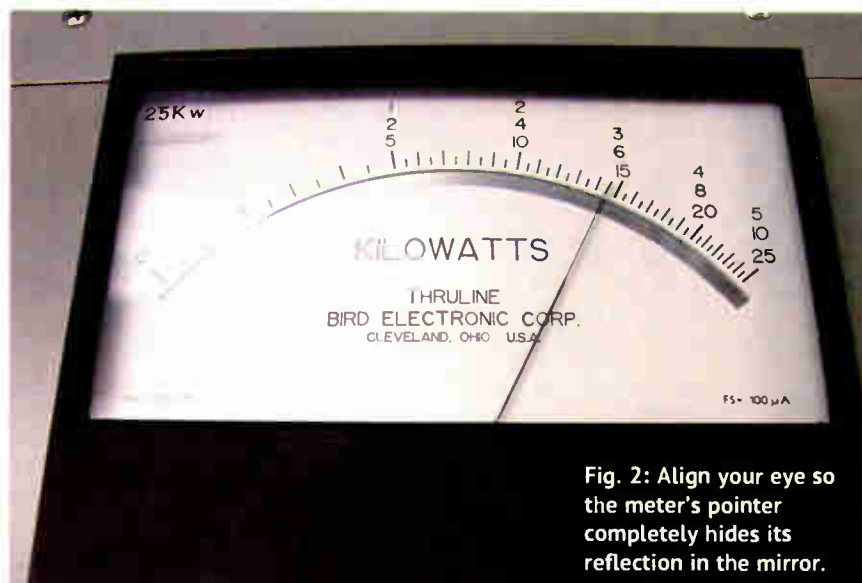 25Kw
2
5
2
4
10
3
6
15
4
8
20
5
10
25
KILOWATTS
THRULINE
BIRD ELECTRONIC CORP.
CLEVELAND, OHIO U.S.A.
FS= 100 μA
Fig. 2: Align your eye so
the meter's pointer
completely hides its
reflection in the mirror.